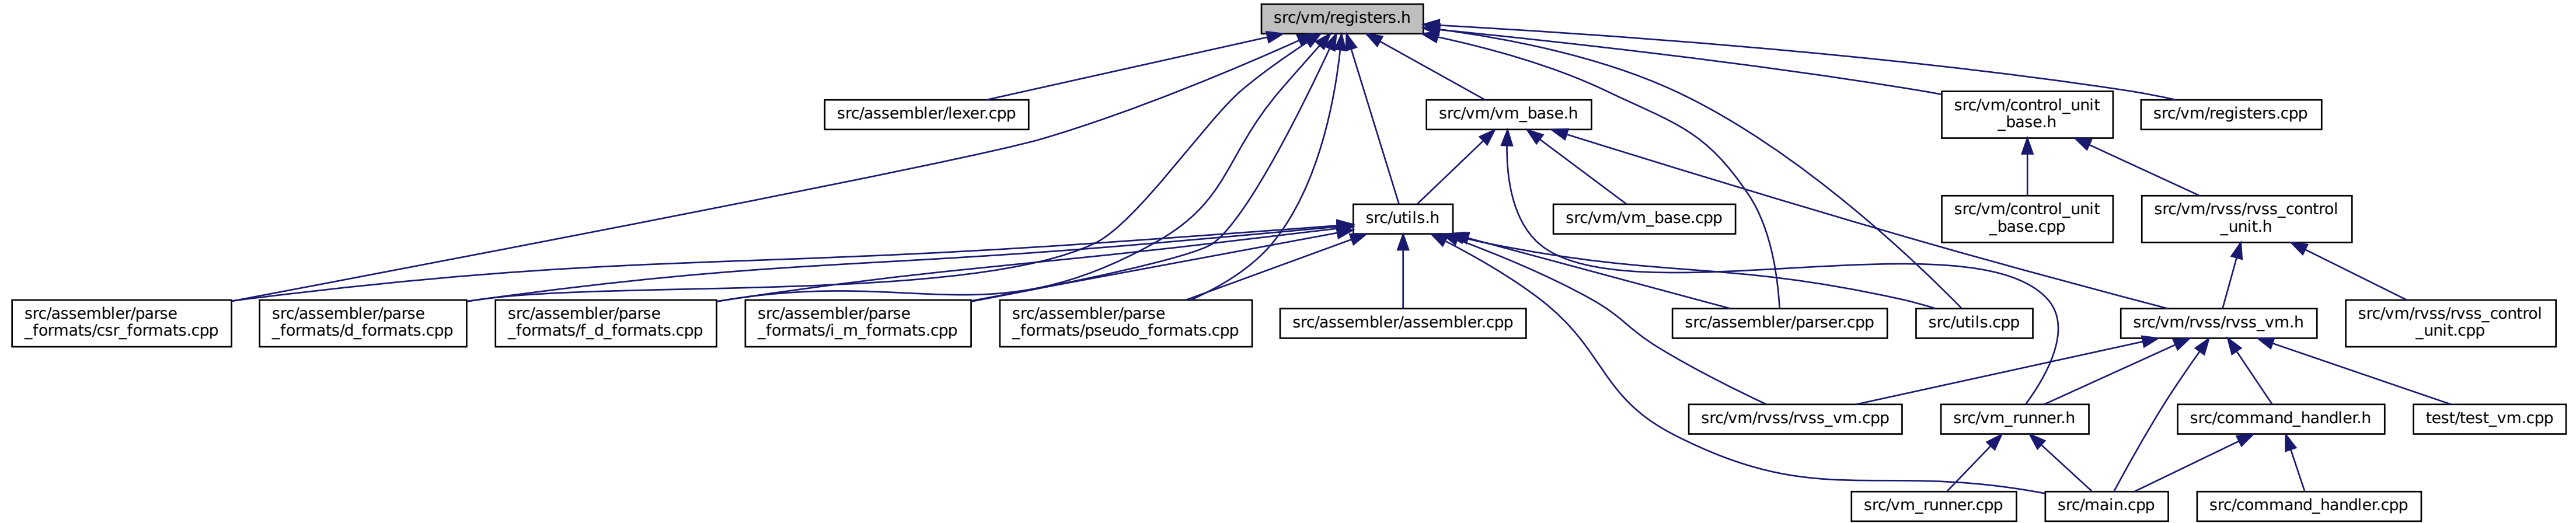 src/vm/registers.h
src/assembler/lexer.cpp
src/vm/vm_base.h
src/vm/control_unit
_base.h
src/vm/registers.cpp
src/utils.h
src/vm/vm_base.cpp
src/vm/control_unit
_base.cpp
src/vm/rvss/rvss_control
_unit.h
src/assembler/parse
_formats/csr_formats.cpp
src/assembler/parse
_formats/d_formats.cpp
src/assembler/parse
_formats/f_d_formats.cpp
src/assembler/parse
_formats/i_m_formats.cpp
src/assembler/parse
_formats/pseudo_formats.cpp
src/assembler/assembler.cpp
src/assembler/parser.cpp
src/utils.cpp
src/vm/rvss/rvss_vm.h
src/vm/rvss/rvss_control
_unit.cpp
src/vm/rvss/rvss_vm.cpp
src/vm_runner.h
src/command_handler.h
test/test_vm.cpp
src/vm_runner.cpp
src/main.cpp
src/command_handler.cpp